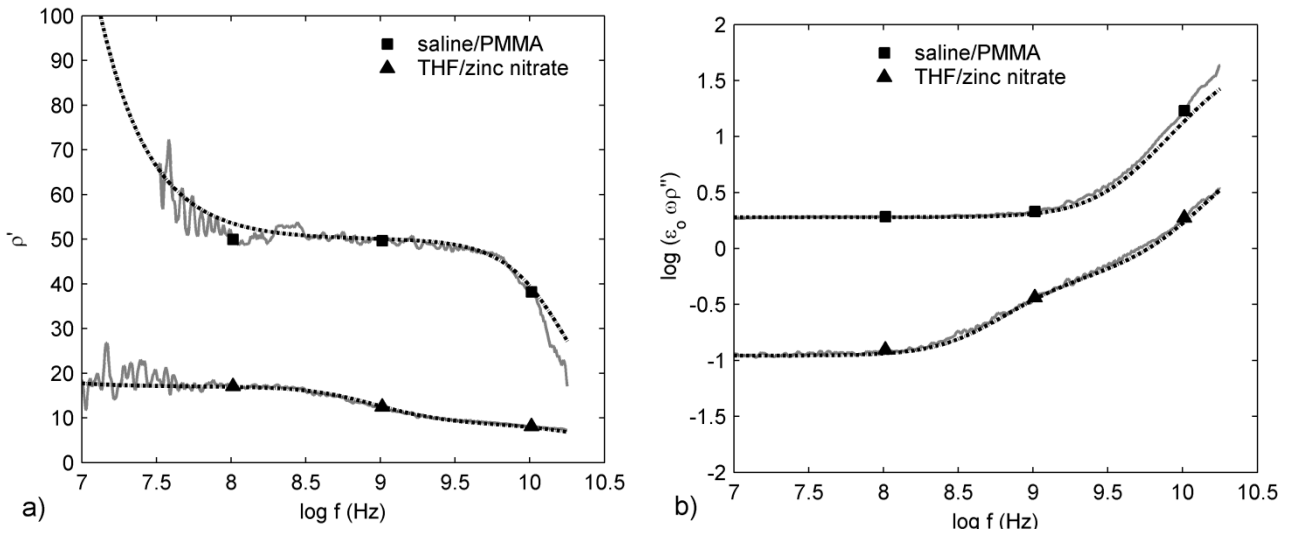 100
90
80
70
60
50
40
30
20
10
0
ρ'
■ saline/PMMA
▲ THF/zinc nitrate
7 7.5 8 8.5 9 9.5 10 10.5
log f (Hz)
a)
2
1.5
1
0.5
0
-0.5
-1
-1.5
-2
log (ε₀ ωρ")
■ saline/PMMA
▲ THF/zinc nitrate
7 7.5 8 8.5 9 9.5 10 10.5
log f (Hz)
b)